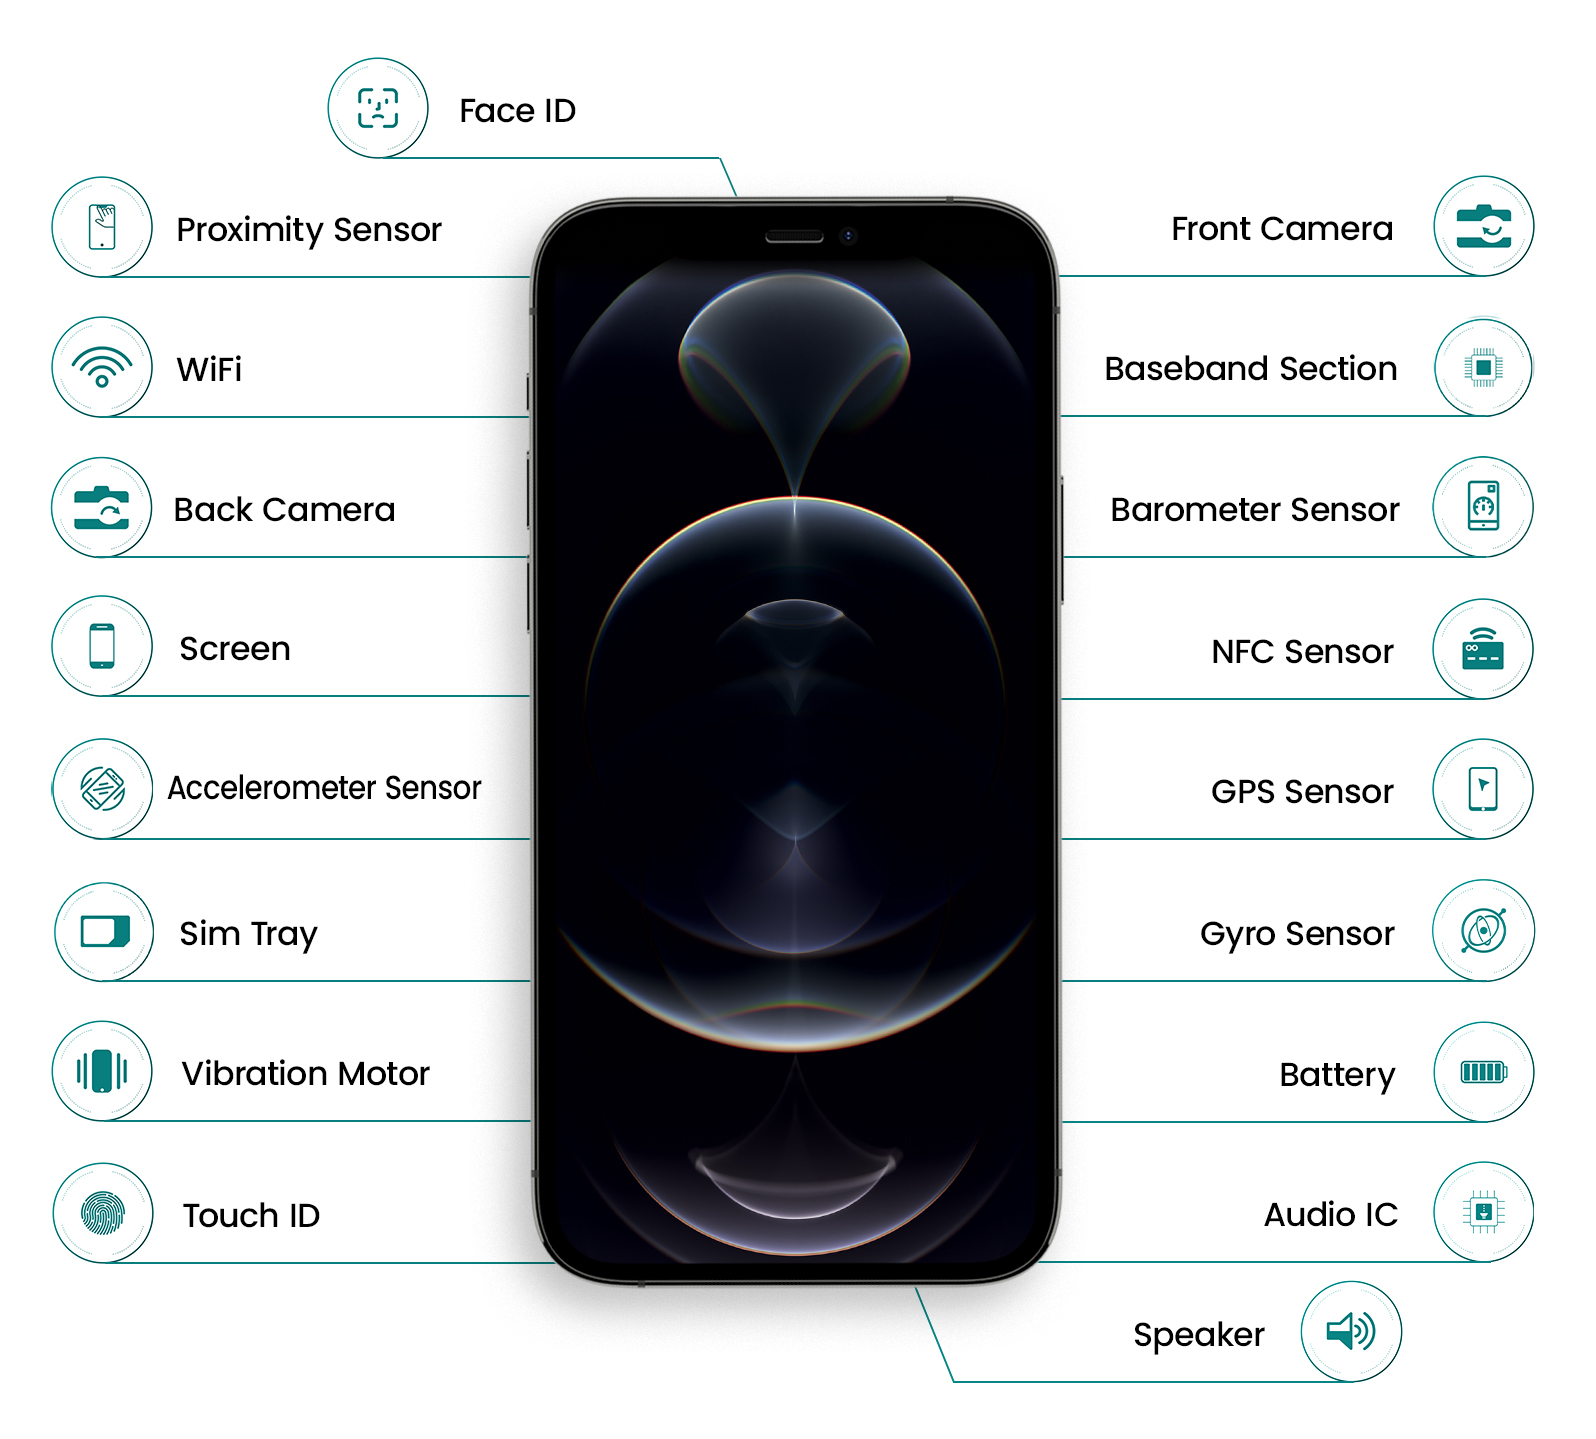 Face ID
Proximity Sensor
Front Camera
WiFi
Baseband Section
Back Camera
Barometer Sensor
Screen
NFC Sensor
Accelerometer Sensor
GPS Sensor
Sim Tray
Gyro Sensor
Vibration Motor
Battery
Touch ID
Audio IC
Speaker